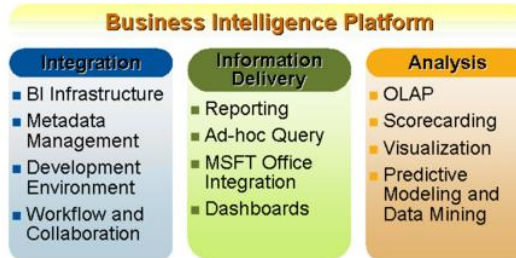 Business Intelligence Platform
Integration
BI Infrastructure
Metadata
Management
Development
Environment
Workflow and
Collaboration
Information
Delivery
Reporting
Ad-hoc Query
MSFT Office
Integration
Dashboards
Analysis
OLAP
Scorecarding
Visualization
Predictive
Modeling and
Data Mining